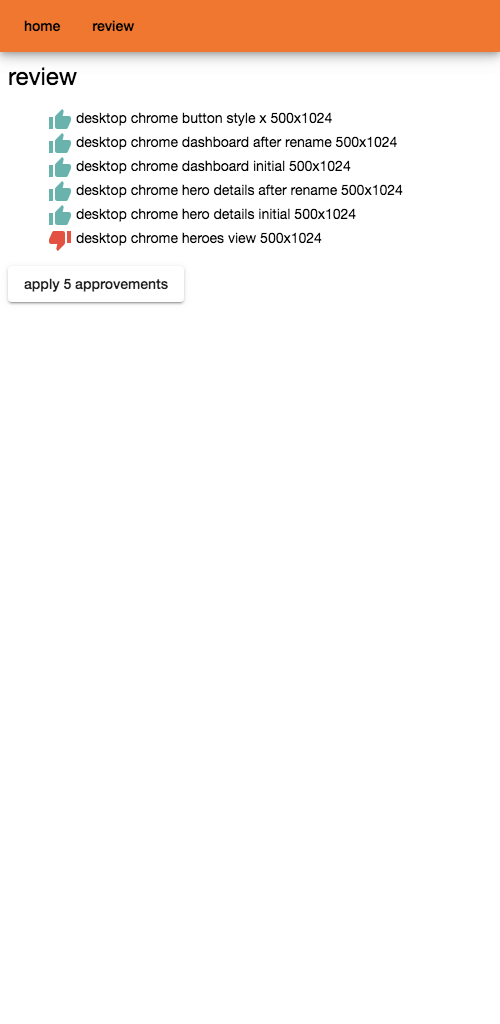 home review
review
desktop chrome button style x 500x1024
desktop chrome dashboard after rename 500x1024
desktop chrome dashboard initial 500x1024
desktop chrome hero details after rename 500x1024
desktop chrome hero details initial 500x1024
desktop chrome heroes view 500x1024
apply 5 approvements